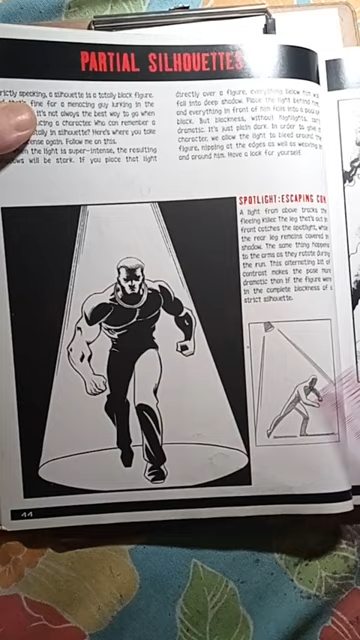 PARTIAL SILHOUETTES
speaking, a silhouette is a totally black figure.
fine for a menacing guy lurking in the
it's not always the best way to go when
a character. Who can remember a
in silhouette? Here's where you take
again. Follow me on this.
the light is super-intense, the resulting
will be stark. If you place that light
directly over a figure, everything below him will
fall into deep shadow. Place the light behind him
and everything in front of him falls into a pool of
black. But blackness, without highlights, isn't
dramatic. It's just plain dark. In order to give
character, we allow the light to bleed around the
figure, nipping at the edges as well as wrapping in
and around him. Have a look for yourself.
SPOTLIGHT: ESCAPING CON
A light from above tracks the
fleeing killer. The leg that's out in
front catches the spotlight, while
the rear leg remains covered in
shadow. The same thing happens
to the arms as they rotate during
the run. This alternating bit of
contrast makes the pose more
dramatic than if the figure were
in the complete blackness of a
strict silhouette.
44